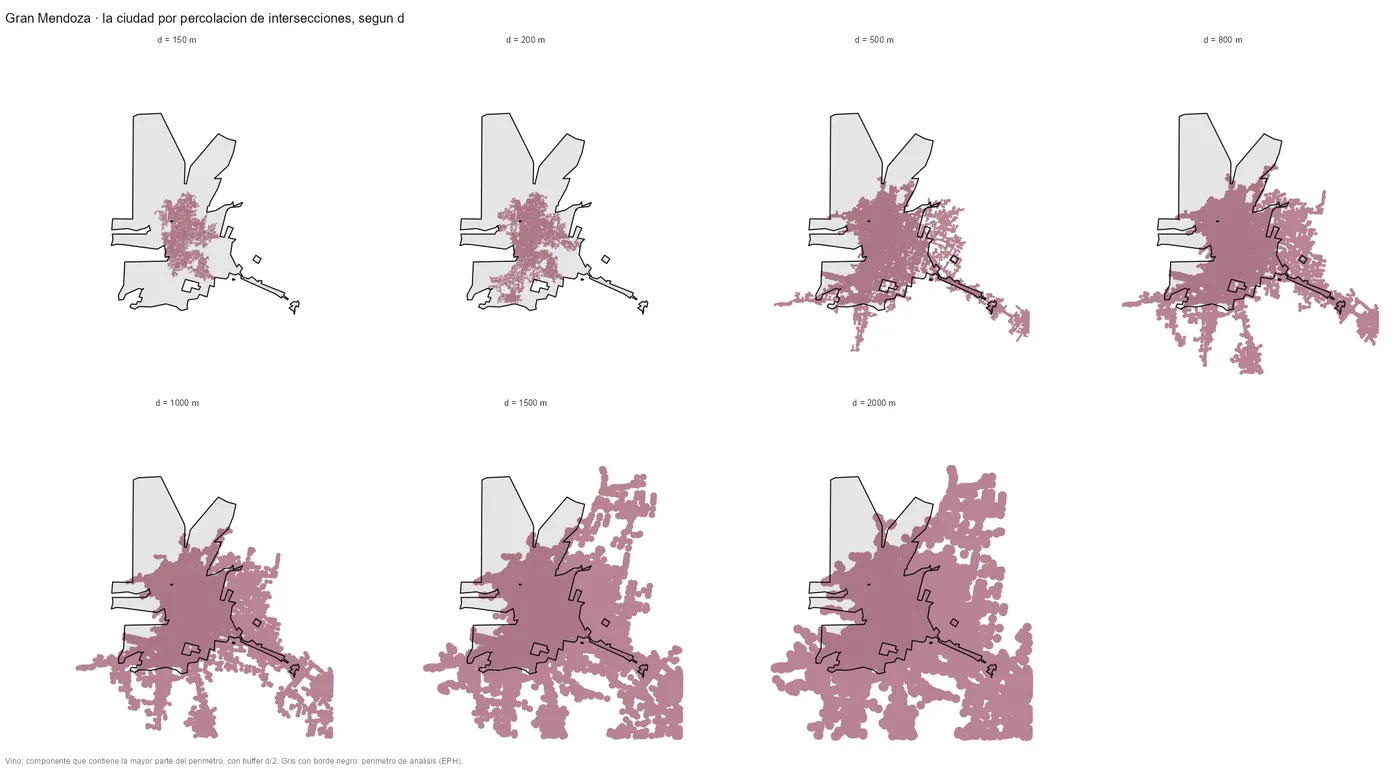 Gran Mendoza · la ciudad por percolacion de intersecciones, segun d
d = 150 m
d = 200 m
d = 500 m
d = 800 m
d = 1000 m
d = 1500 m
d = 2000 m
Vino: componente que contiene la mayor parte del perimetro, con buffer d/2. Gris con borde negro: perimetro de analisis (EPH).